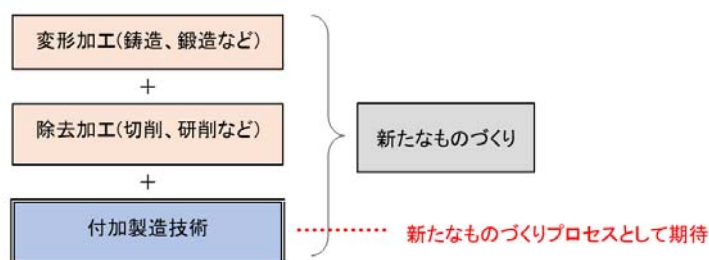 変形加工(鋳造、鍛造など)
+
除去加工(切削、研削など)
+
付加製造技術
新たなものづくり
新たなものづくりプロセスとして期待